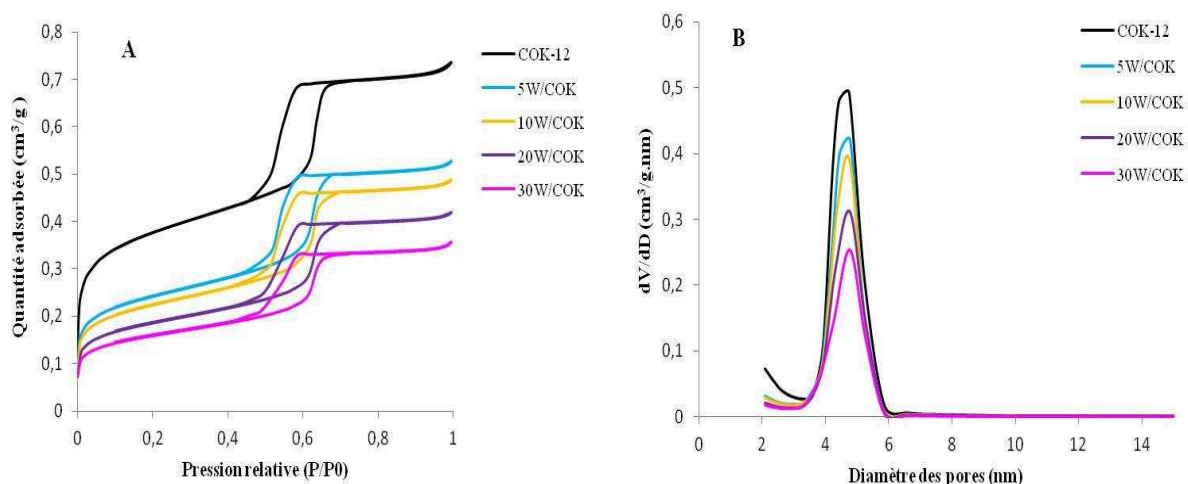 A
Quantité adsorbée (cm³/g)
0,8
0,7
0,6
0,5
0,4
0,3
0,2
0,1
0
0
0,2
0,4
0,6
0,8
1
Pression relative (P/P0)
COK-12
5W/COK
10W/COK
20W/COK
30W/COK
B
dV/dD (cm³/g.nm)
0,6
0,5
0,4
0,3
0,2
0,1
0
0
2
4
6
8
10
12
14
Diamètre des pores (nm)
COK-12
5W/COK
10W/COK
20W/COK
30W/COK